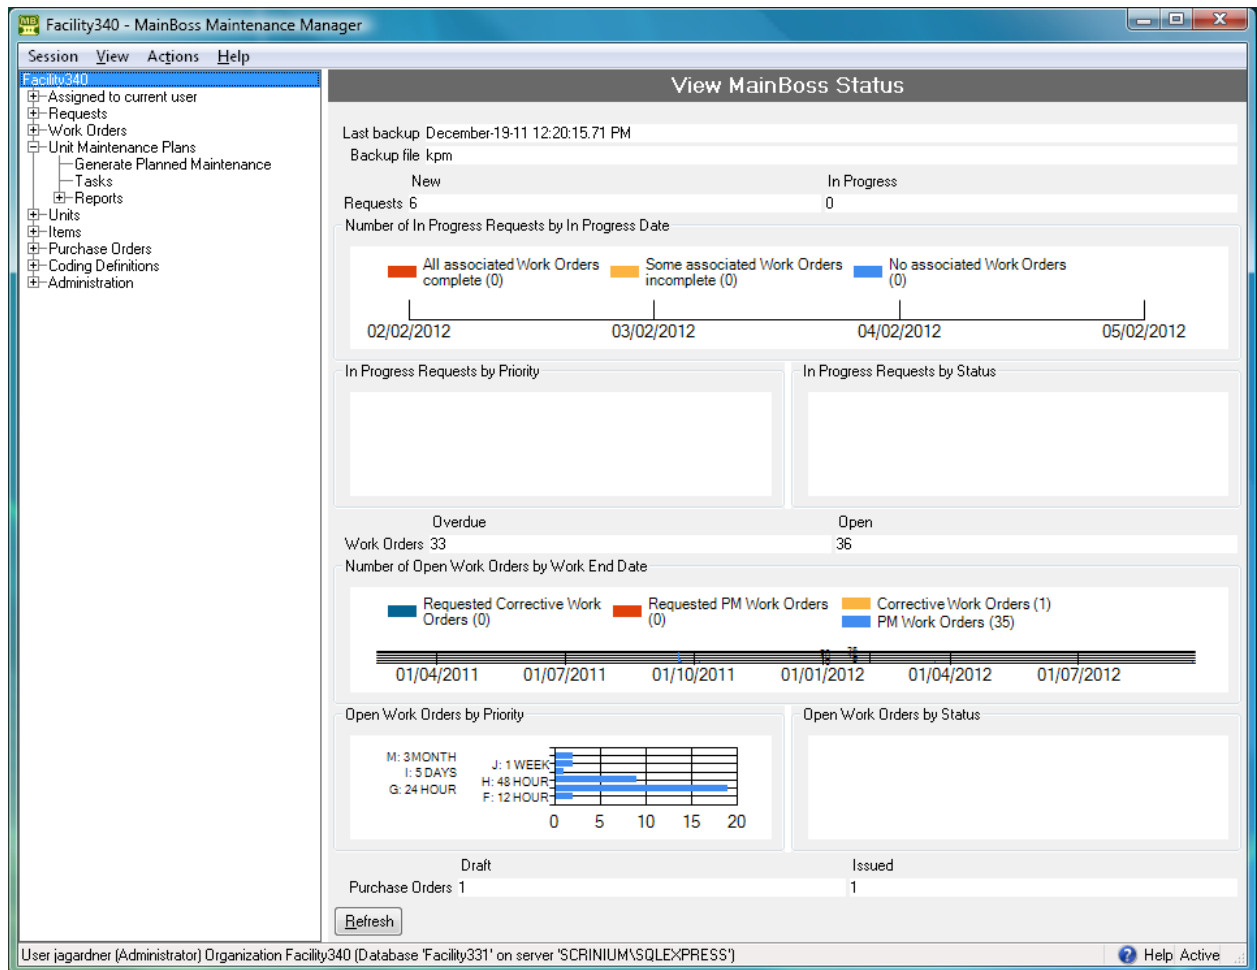 Facility340 - MainBoss Maintenance Manager
Session View Actions Help
Facility340
Assigned to current user
Requests
Work Orders
Unit Maintenance Plans
Generate Planned Maintenance
Tasks
Reports
Units
Items
Purchase Orders
Coding Definitions
Administration
View MainBoss Status
Last backup December-19-11 12:20:15.71 PM
Backup file kpm
New In Progress
Requests 6 0
Number of In Progress Requests by In Progress Date
All associated Work Orders complete (0)
Some associated Work Orders incomplete (0)
No associated Work Orders (0)
02/02/2012 03/02/2012 04/02/2012 05/02/2012
In Progress Requests by Priority
In Progress Requests by Status
Overdue Open
Work Orders 33 36
Number of Open Work Orders by Work End Date
Requested Corrective Work Orders (0)
Requested PM Work Orders (0)
Corrective Work Orders (1)
PM Work Orders (35)
01/04/2011 01/07/2011 01/10/2011 01/01/2012 01/04/2012 01/07/2012
Open Work Orders by Priority
Open Work Orders by Status
M: 3MONTH
J: 1 WEEK
I: 5 DAYS
H: 48 HOUR
G: 24 HOUR
F: 12 HOUR
0 5 10 15 20
Draft Issued
Purchase Orders 1 1
Refresh
User jagardner (Administrator) Organization Facility340 (Database 'Facility331' on server 'SCRINIUM\SQLEXPRESS') Help Active